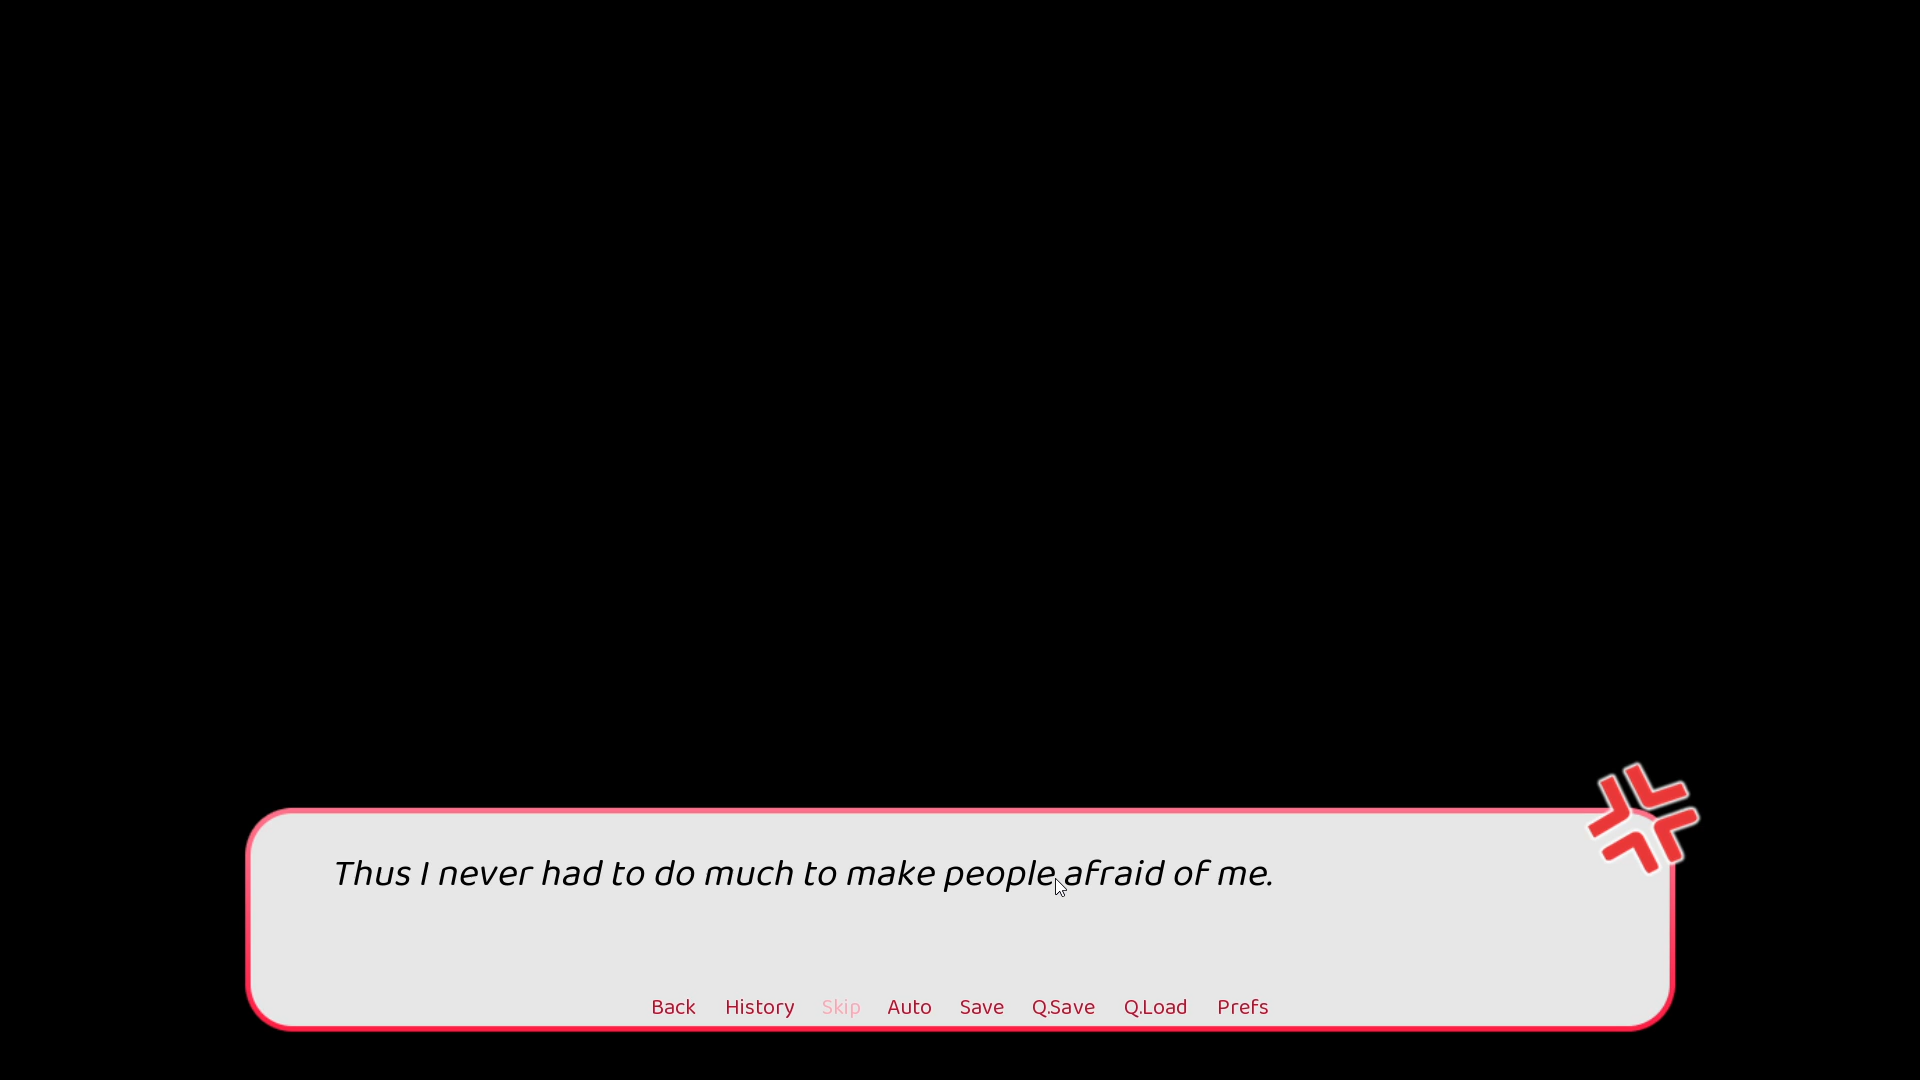 Thus I never had to do much to make people afraid of me.
Back History Skip Auto Save Q.Save Q.Load Prefs